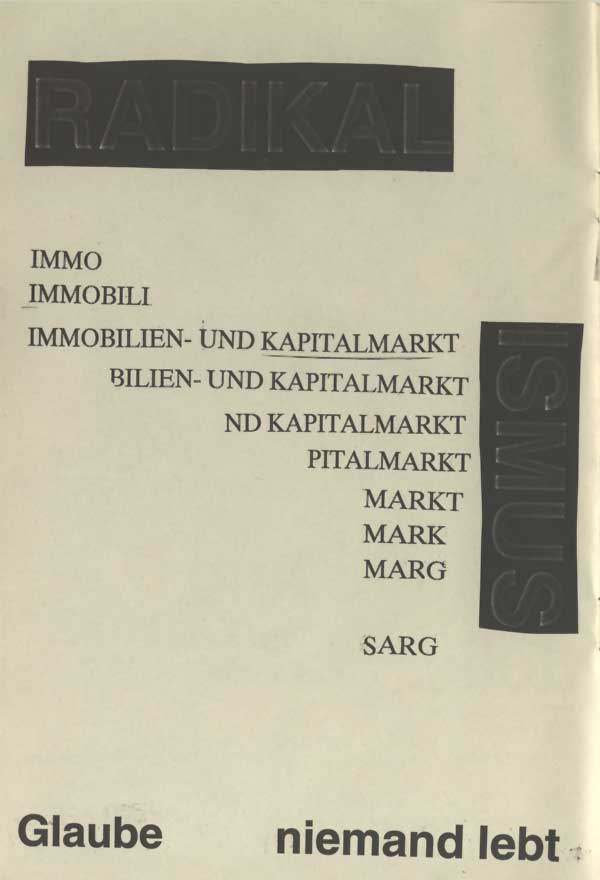 RADIKAL
IMMO
IMMOBILI
IMMOBILIEN- UND KAPITALMARKT
BILIEN- UND KAPITALMARKT
ND KAPITALMARKT
PITALMARKT
MARKT
MARK
MARG
SARG
ISMUS
Glaube niemand lebt